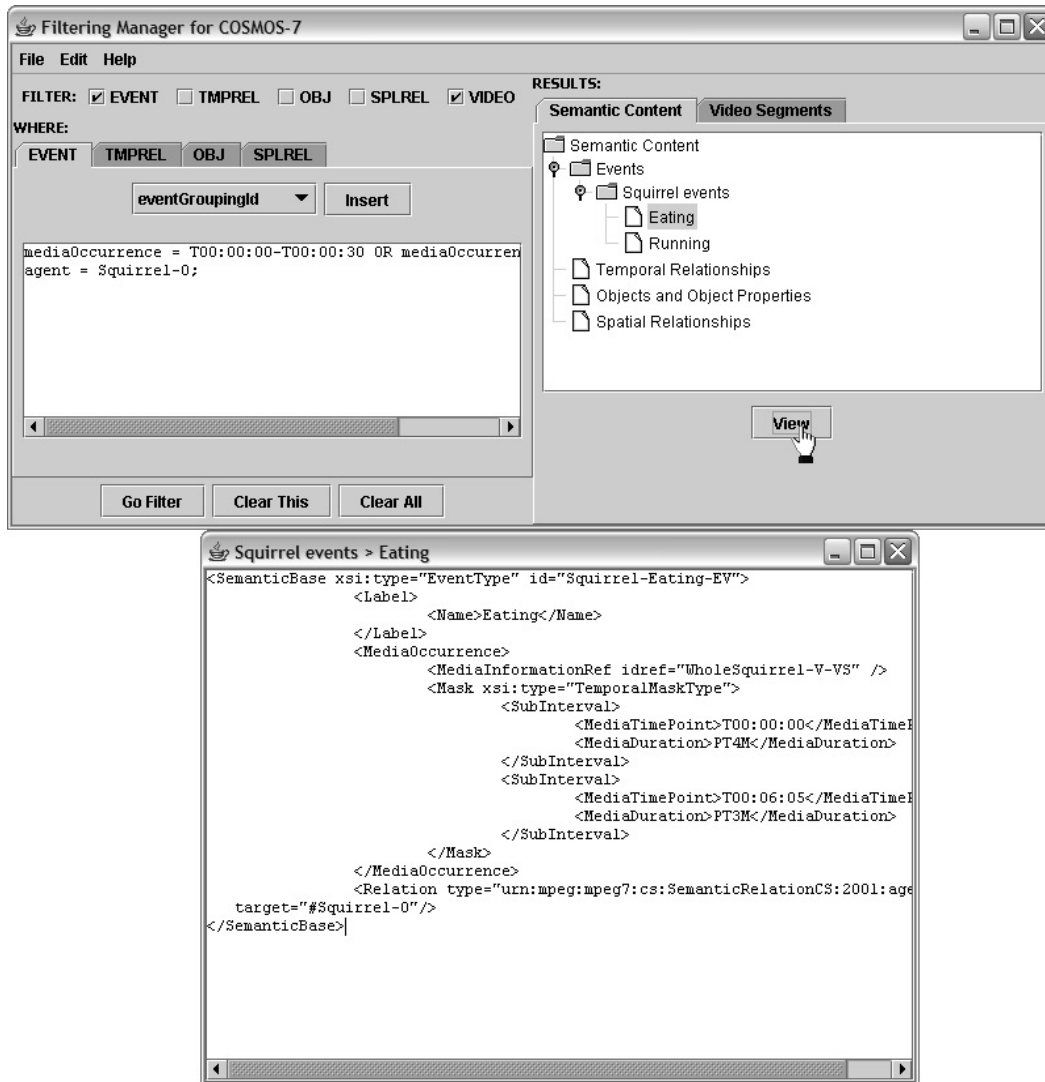 Filtering Manager for COSMOS-7
File Edit Help
FILTER: EVENT TMPREL OBJ SPLREL VIDEO
WHERE:
EVENT TMPREL OBJ SPLREL
eventGroupingId Insert
mediaOccurrence = T00:00:00-T00:00:30 OR mediaOccurren
agent = Squirrel-O;
Go Filter Clear This Clear All
RESULTS:
Semantic Content Video Segments
Semantic Content
Events
Squirrel events
Eating
Running
Temporal Relationships
Objects and Object Properties
Spatial Relationships
View
Squirrel events > Eating
<SemanticBase xsi:type="EventType" id="Squirrel-Eating-EV">
<Label>
<Name>Eating</Name>
</Label>
<MediaOccurrence>
<MediaInformationRef idref="WholeSquirrel-V-VS" />
<Mask xsi:type="TemporalMaskType">
<SubInterval>
<MediaTimePoint>T00:00:00</MediaTimeP
<MediaDuration>PT4M</MediaDuration>
</SubInterval>
<SubInterval>
<MediaTimePoint>T00:06:05</MediaTimeP
<MediaDuration>PT3M</MediaDuration>
</SubInterval>
</Mask>
</MediaOccurrence>
<Relation type="urn:mpeg:mpeg7:cs:SemanticRelationCS:2001:age
target="#Squirrel-O"/>
</SemanticBase>